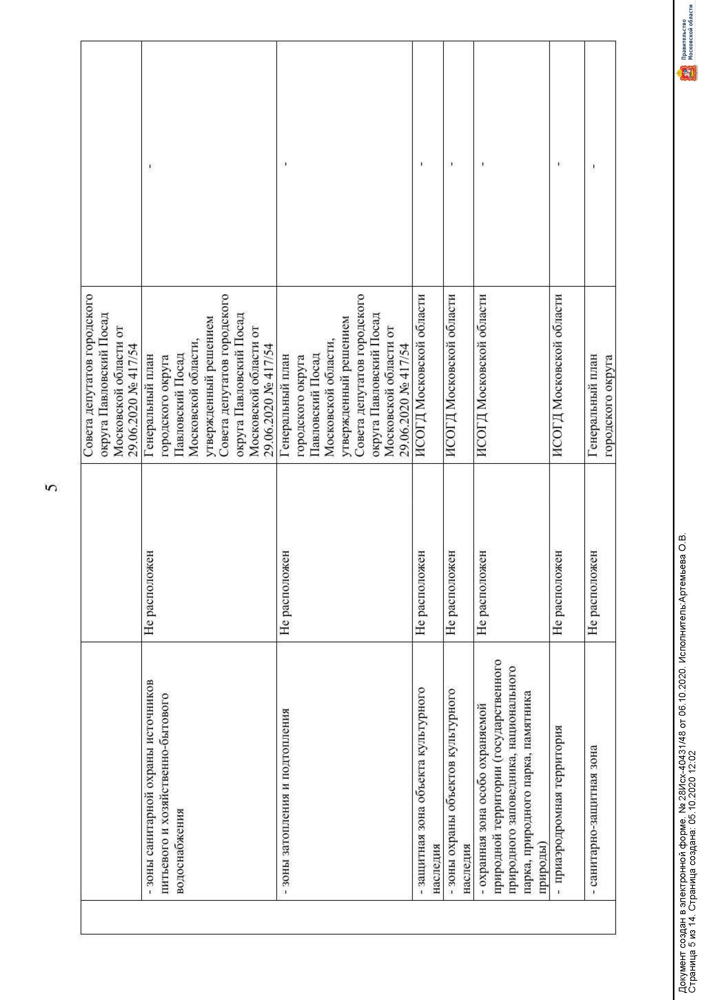 5
Совета депутатов городского
округа Павловский Посад
Московской области от
29.06.2020 № 417/54
- зоны санитарной охраны источников
питьевого и хозяйственно-бытового
водоснабжения
Не расположен
Генеральный план
городского округа
Павловский Посад
Московской области,
утвержденный решением
Совета депутатов городского
округа Павловский Посад
Московской области от
29.06.2020 № 417/54
-
- зоны затопления и подтопления
Не расположен
Генеральный план
городского округа
Павловский Посад
Московской области,
утвержденный решением
Совета депутатов городского
округа Павловский Посад
Московской области от
29.06.2020 № 417/54
-
- защитная зона объекта культурного
наследия
Не расположен
ИСОГД Московской области
-
- зоны охраны объектов культурного
наследия
Не расположен
ИСОГД Московской области
-
- охранная зона особо охраняемой
природной территории (государственного
природного заповедника, национального
парка, природного парка, памятника
природы)
Не расположен
ИСОГД Московской области
-
- приаэродромная территория
Не расположен
ИСОГД Московской области
-
- санитарно-защитная зона
Не расположен
Генеральный план
городского округа
-
Документ создан в электронной форме. № 28Исх-40431/48 от 06.10.2020. Исполнитель:Артемьева О.В.
Страница 5 из 14. Страница создана: 05.10.2020 12:02
Правительство
Московской области